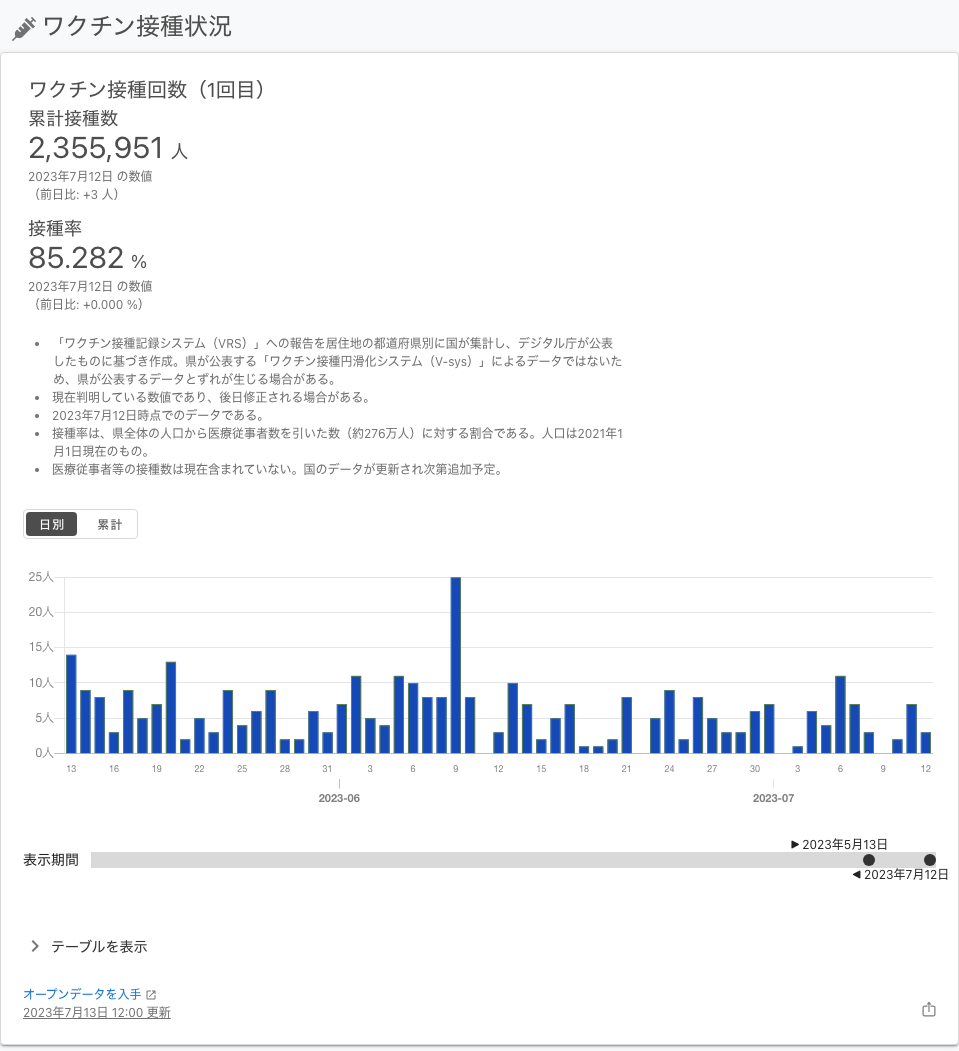 ワクチン接種状況
ワクチン接種回数（1回目）
累計接種数
2,355,951 人
2023年7月12日 の数値
（前日比: +3 人）
接種率
85.282 %
2023年7月12日 の数値
（前日比: +0.000 %）
• 「ワクチン接種記録システム（VRS）」への報告を居住地の都道府県別に国が集計し、デジタル庁が公表
したものに基づき作成。県が公表する「ワクチン接種円滑化システム（V-sys）」によるデータではないた
め、県が公表するデータとずれが生じる場合がある。
• 現在判明している数値であり、後日修正される場合がある。
• 2023年7月12日時点でのデータである。
• 接種率は、県全体の人口から医療従事者数を引いた数（約276万人）に対する割合である。人口は2021年1
月1日現在のもの。
• 医療従事者等の接種数は現在含まれていない。国のデータが更新され次第追加予定。
日別 累計
25人
20人
15人
10人
5人
0人
13 16 19 22 25 28 31 3 6 9 12 15 18 21 24 27 30 3 6 9 12
2023-06 2023-07
▶ 2023年5月13日
表示期間
◀ 2023年7月12日
テーブルを表示
オープンデータを入手
2023年7月13日 12:00 更新